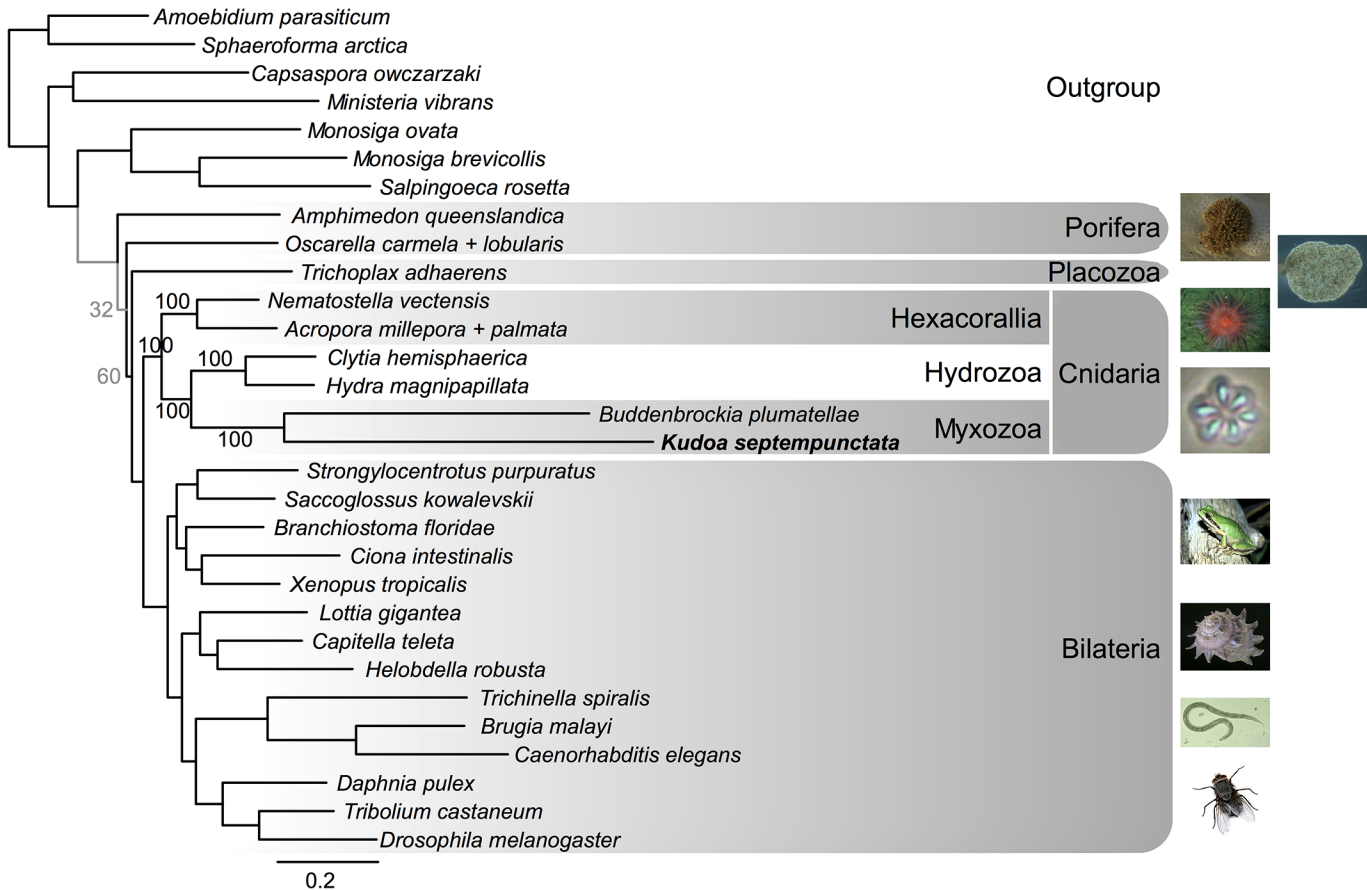 Amoebidium parasiticum
Sphaeroforma arctica
Capsaspora owczarzaki
Outgroup
Ministeria vibrans
Monosiga ovata
Monosiga brevicollis
Salpingoeca rosetta
Amphimedon queenslandica
Porifera
Oscarella carmela + lobularis
Trichoplax adhaerens
Placozoa
Nematostella vectensis
100
32
Hexacorallia
Acropora millepora + palmata
100
Clytia hemisphaerica
100
Hydrozoa
Cnidaria
60
Hydra magnipapillata
100
Buddenbrockia plumatellae
Myxozoa
100
Kudoa septempunctata
Strongylocentrotus purpuratus
Saccoglossus kowalevskii
Branchiostoma floridae
Ciona intestinalis
Xenopus tropicalis
Lottia gigantea
Capitella teleta
Bilateria
Helobdella robusta
Trichinella spiralis
Brugia malayi
Caenorhabditis elegans
Daphnia pulex
Tribolium castaneum
Drosophila melanogaster
0.2